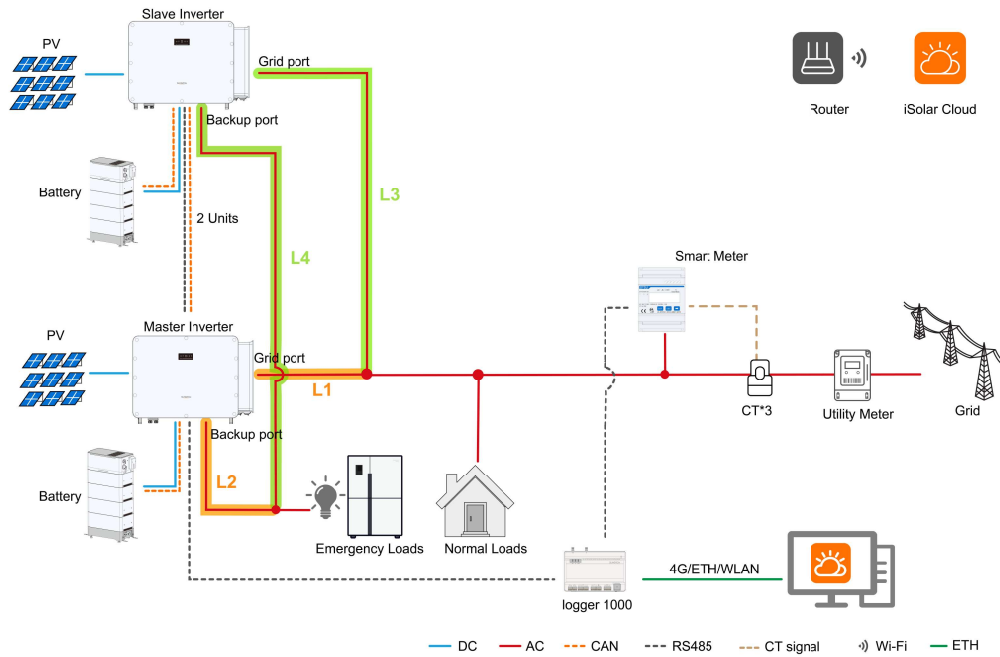 Slave Inverter
PV
Grid port
Router
iSolar Cloud
Backup port
Battery
L3
2 Units
L4
Smar: Meter
Master Inverter
PV
Grid port
L1
CT*3
Utility Meter
Grid
Backup port
L2
Battery
Emergency Loads
Normal Loads
4G/ETH/WLAN
logger 1000
DC
AC
CAN
RS485
CT signal
Wi-Fi
ETH